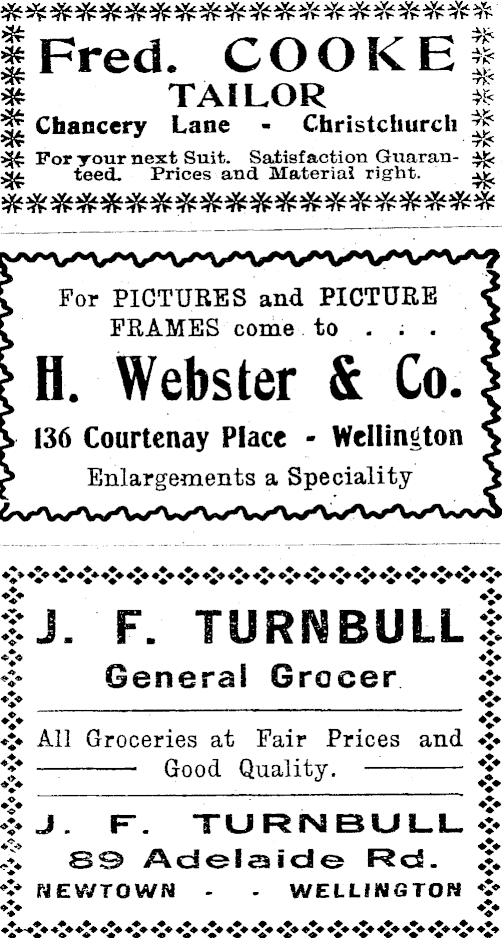 Fred. COOKE
TAILOR
Chancery Lane - Christchurch
For your next Suit. Satisfaction Guaran-
teed. Prices and Material right.
For PICTURES and PICTURE
FRAMES come to . . .
H. Webster & Co.
136 Courtenay Place - Wellington
Enlargements a Speciality
J. F. TURNBULL
General Grocer
All Groceries at Fair Prices and
Good Quality.
J. F. TURNBULL
89 Adelaide Rd.
NEWTOWN - - WELLINGTON